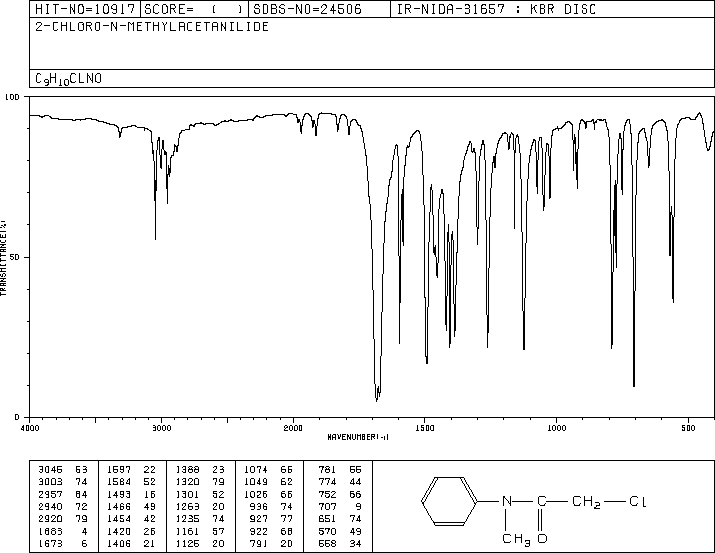 HIT-NO=10917 SCORE= ( ) SDBS-NO=24506 IR-NIDA-31657 : KBR DISC
2-CHLORO-N-METHYLACETANILIDE
C9H10CLNO
100
50
0
TRANSMITTANCE(%)
4000 3000 2000 1500 1000 500
WAVENUMBER(-1)
3045 53 1597 22 1388 23 1074 66 781 55
3003 74 1584 52 1320 79 1049 62 774 44
2957 64 1493 16 1301 52 1026 66 752 66
2940 72 1466 49 1263 20 936 74 707 9
2920 79 1454 42 1235 74 927 77 651 74
1683 4 1420 26 1161 57 922 68 570 49
1673 6 1406 21 1126 20 791 20 558 34
N C CH2 Cl
CH3 O